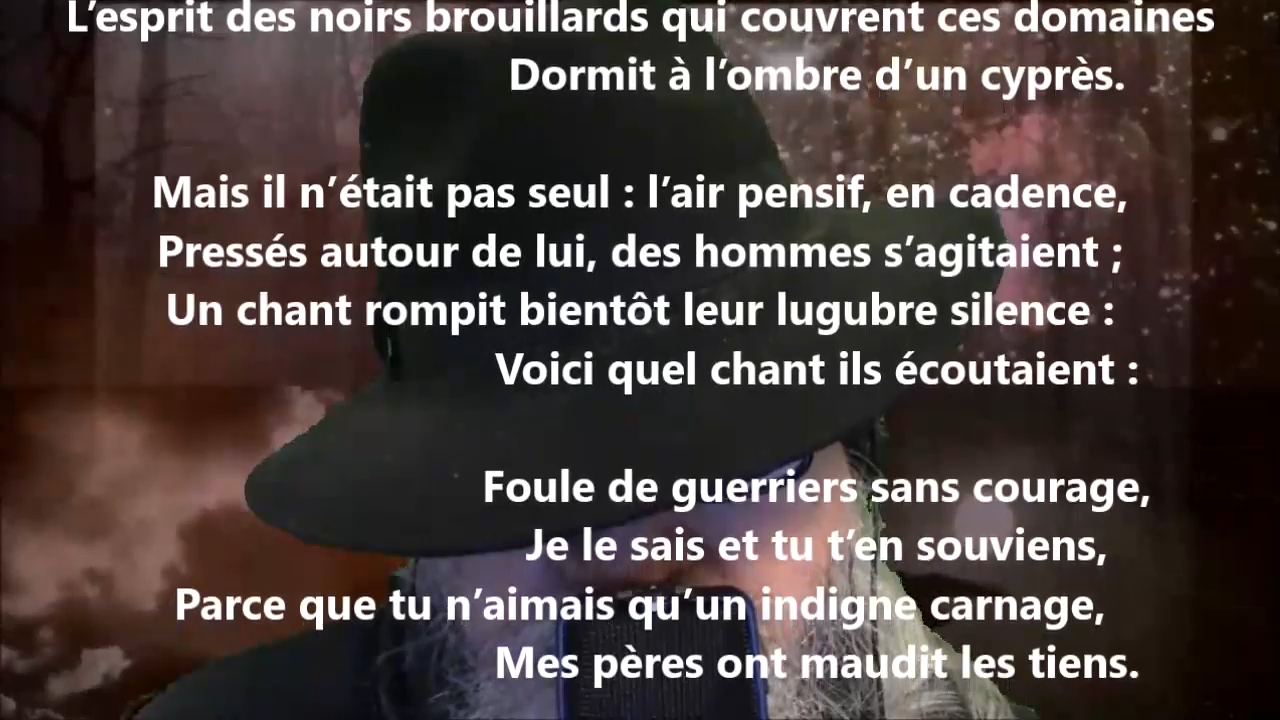 L’esprit des noirs brouillards qui couvrent ces domaines
Dormit à l’ombre d’un cyprès.
Mais il n’était pas seul : l’air pensif, en cadence,
Pressés autour de lui, des hommes s’agitaient ;
Un chant rompit bientôt leur lugubre silence :
Voici quel chant ils écoutaient :
Foule de guerriers sans courage,
Je le sais et tu t’en souviens,
Parce que tu n’aimais qu’un indigne carnage,
Mes pères ont maudit les tiens.